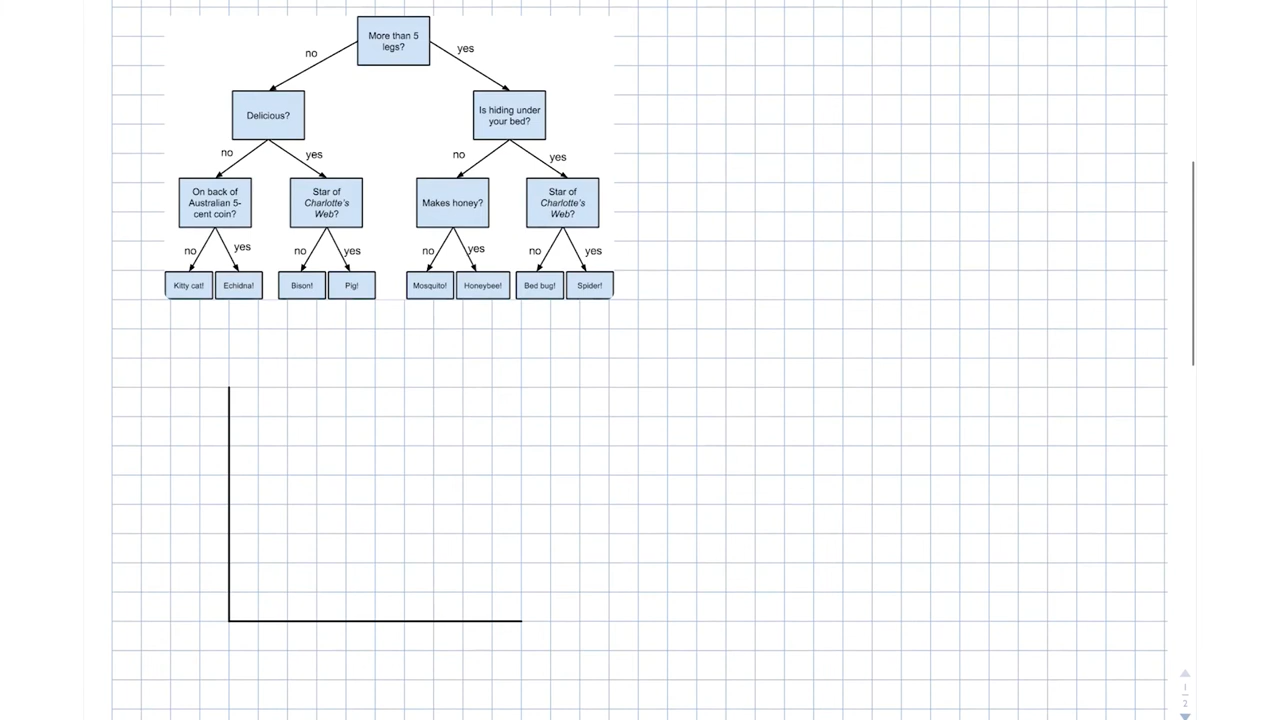 More than 5
legs?
no
yes
Delicious?
Is hiding under
your bed?
no
yes
no
yes
On back of
Australian 5-
cent coin?
Star of
Charlotte's
Web?
Makes honey?
Star of
Charlotte's
Web?
no
yes
no
yes
no
yes
no
yes
Kitty cat!
Echidna!
Bison!
Pig!
Mosquito!
Honeybee!
Bed bug!
Spider!
1
2